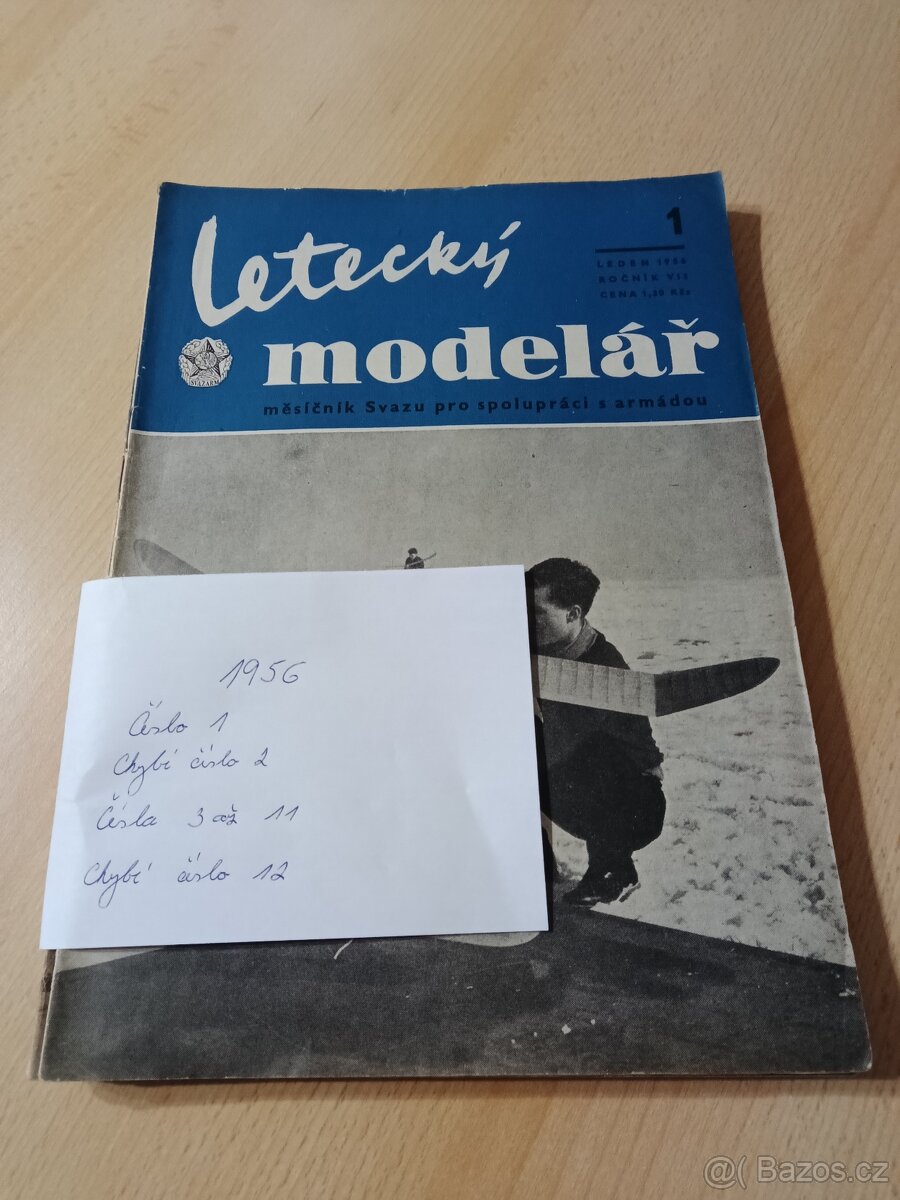 Letecký
modelář
1
LEDEN 1956
ROČNÍK VII
CENA 1,30 Kčs
SVAZARM
měsíčník Svazu pro spolupráci s armádou
1956
Číslo 1
Chybí číslo 2
Čísla 3 až 11
Chybí číslo 12
@( Bazos.cz